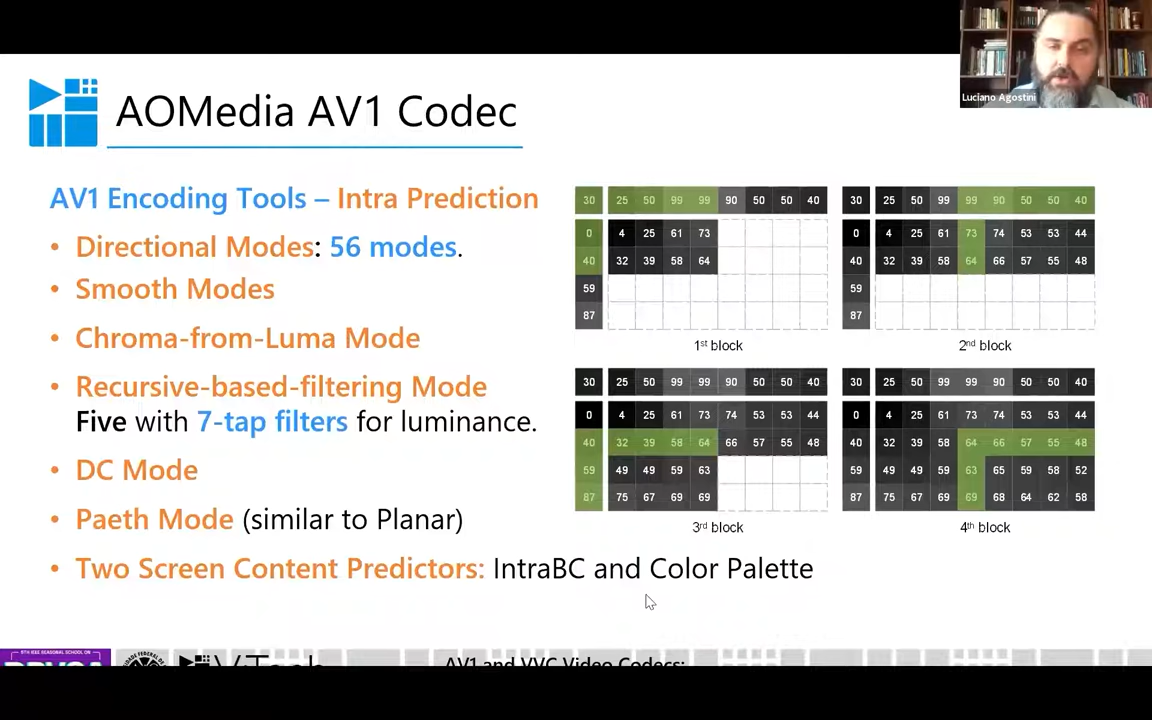 Luciano Agostini
AOMedia AV1 Codec
AV1 Encoding Tools – Intra Prediction
• Directional Modes: 56 modes.
• Smooth Modes
• Chroma-from-Luma Mode
• Recursive-based-filtering Mode
Five with 7-tap filters for luminance.
• DC Mode
• Paeth Mode (similar to Planar)
• Two Screen Content Predictors: IntraBC and Color Palette
30 25 50 99 99 90 50 50 40
0 4 25 61 73
40 32 39 58 64
59
87
1st block
30 25 50 99 99 90 50 50 40
0 4 25 61 73 74 53 53 44
40 32 39 58 64 66 57 55 48
59
87
2nd block
30 25 50 99 99 90 50 50 40
0 4 25 61 73 74 53 53 44
40 32 39 58 64 66 57 55 48
59 49 49 59 63
87 75 67 69 69
3rd block
30 25 50 99 99 90 50 50 40
0 4 25 61 73 74 53 53 44
40 32 39 58 64 66 57 55 48
59 49 49 59 63 65 59 58 52
87 75 67 69 69 68 64 62 58
4th block
AV1 and VVC Video Codecs: